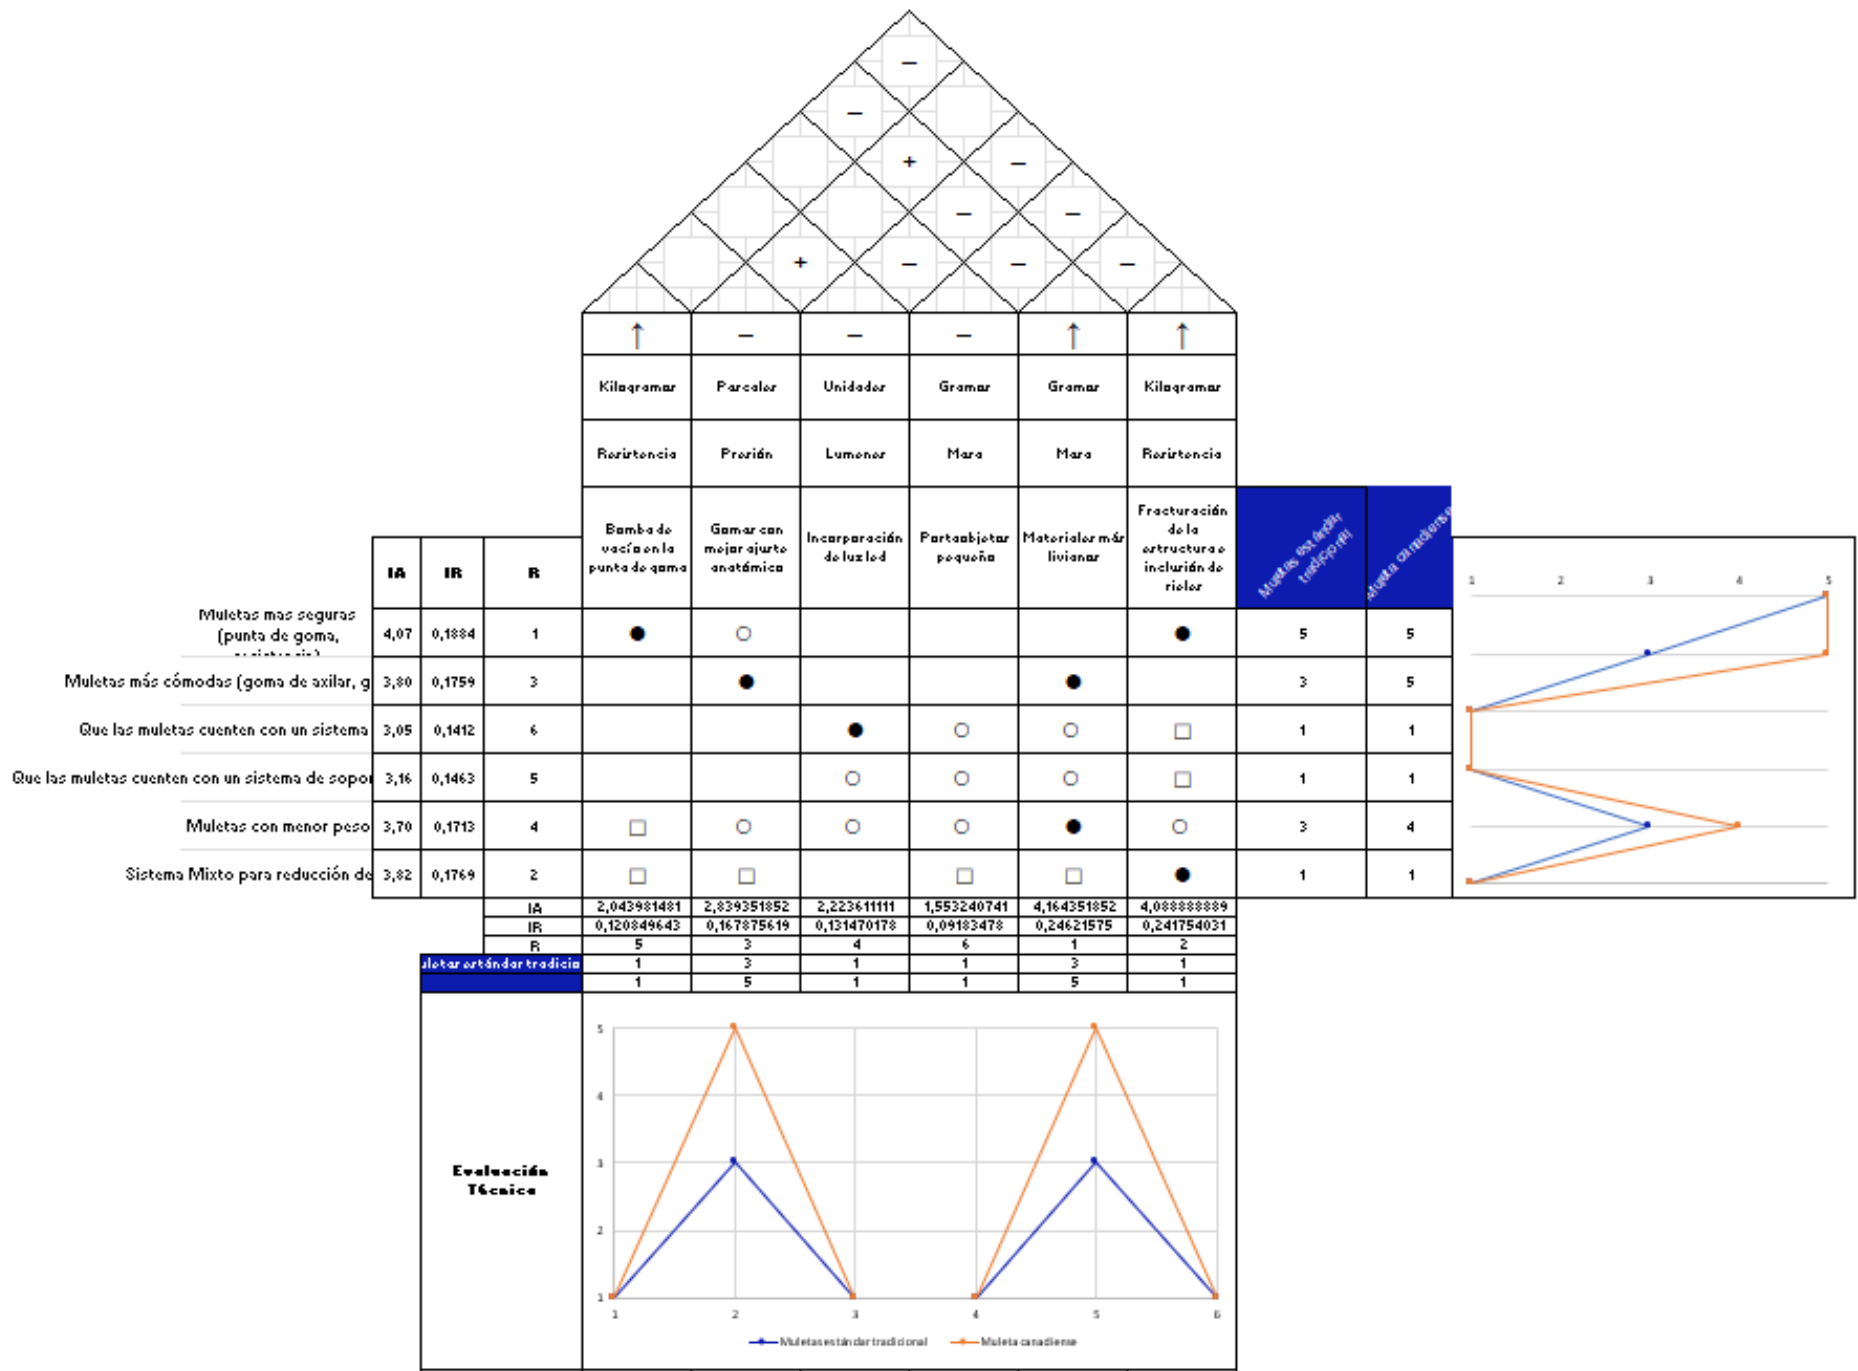 –
–
+ –
– –
+ – – – –
↑ – – – ↑ ↑
Kilogramos Pascales Unidades Gramos Gramos Kilogramos
Resistencia Presión Lumenes Masa Masa Resistencia
IA IR R
Bomba de
vacío en la
punta de goma
Gomas con
mejor ajuste
anatómico
Incorporación
de luz led
Portaobjetos
pequeño
Materiales más
livianos
Fracturación
de la
estructura e
inclusión de
rieles
Muletas estándar
tradicional
Muleta canadiense
1 2 3 4 5
Muletas mas seguras
(punta de goma,
4,07 0,1884 1 ● ○ ● 5 5
Muletas más cómodas (goma de axilar, g 3,80 0,1759 3 ● ● 3 5
Que las muletas cuenten con un sistema 3,05 0,1412 6 ● ○ ○ □ 1 1
Que las muletas cuenten con un sistema de sopor 3,16 0,1463 5 ○ ○ ○ □ 1 1
Muletas con menor peso 3,70 0,1713 4 □ ○ ○ ○ ● ○ 3 4
Sistema Mixto para reducción de 3,82 0,1769 2 □ □ □ □ ● 1 1
IA 2,043981481 2,839351852 2,223611111 1,553240741 4,164351852 4,088888889
IR 0,120849643 0,167875619 0,131470178 0,09183478 0,24621575 0,241754031
R 5 3 4 6 1 2
uletas estándar tradicio 1 3 1 1 3 1
1 5 1 1 5 1
Evaluación
Técnica
5
4
3
2
1
1 2 3 4 5 6
Muletas estándar tradicional Muleta canadiense